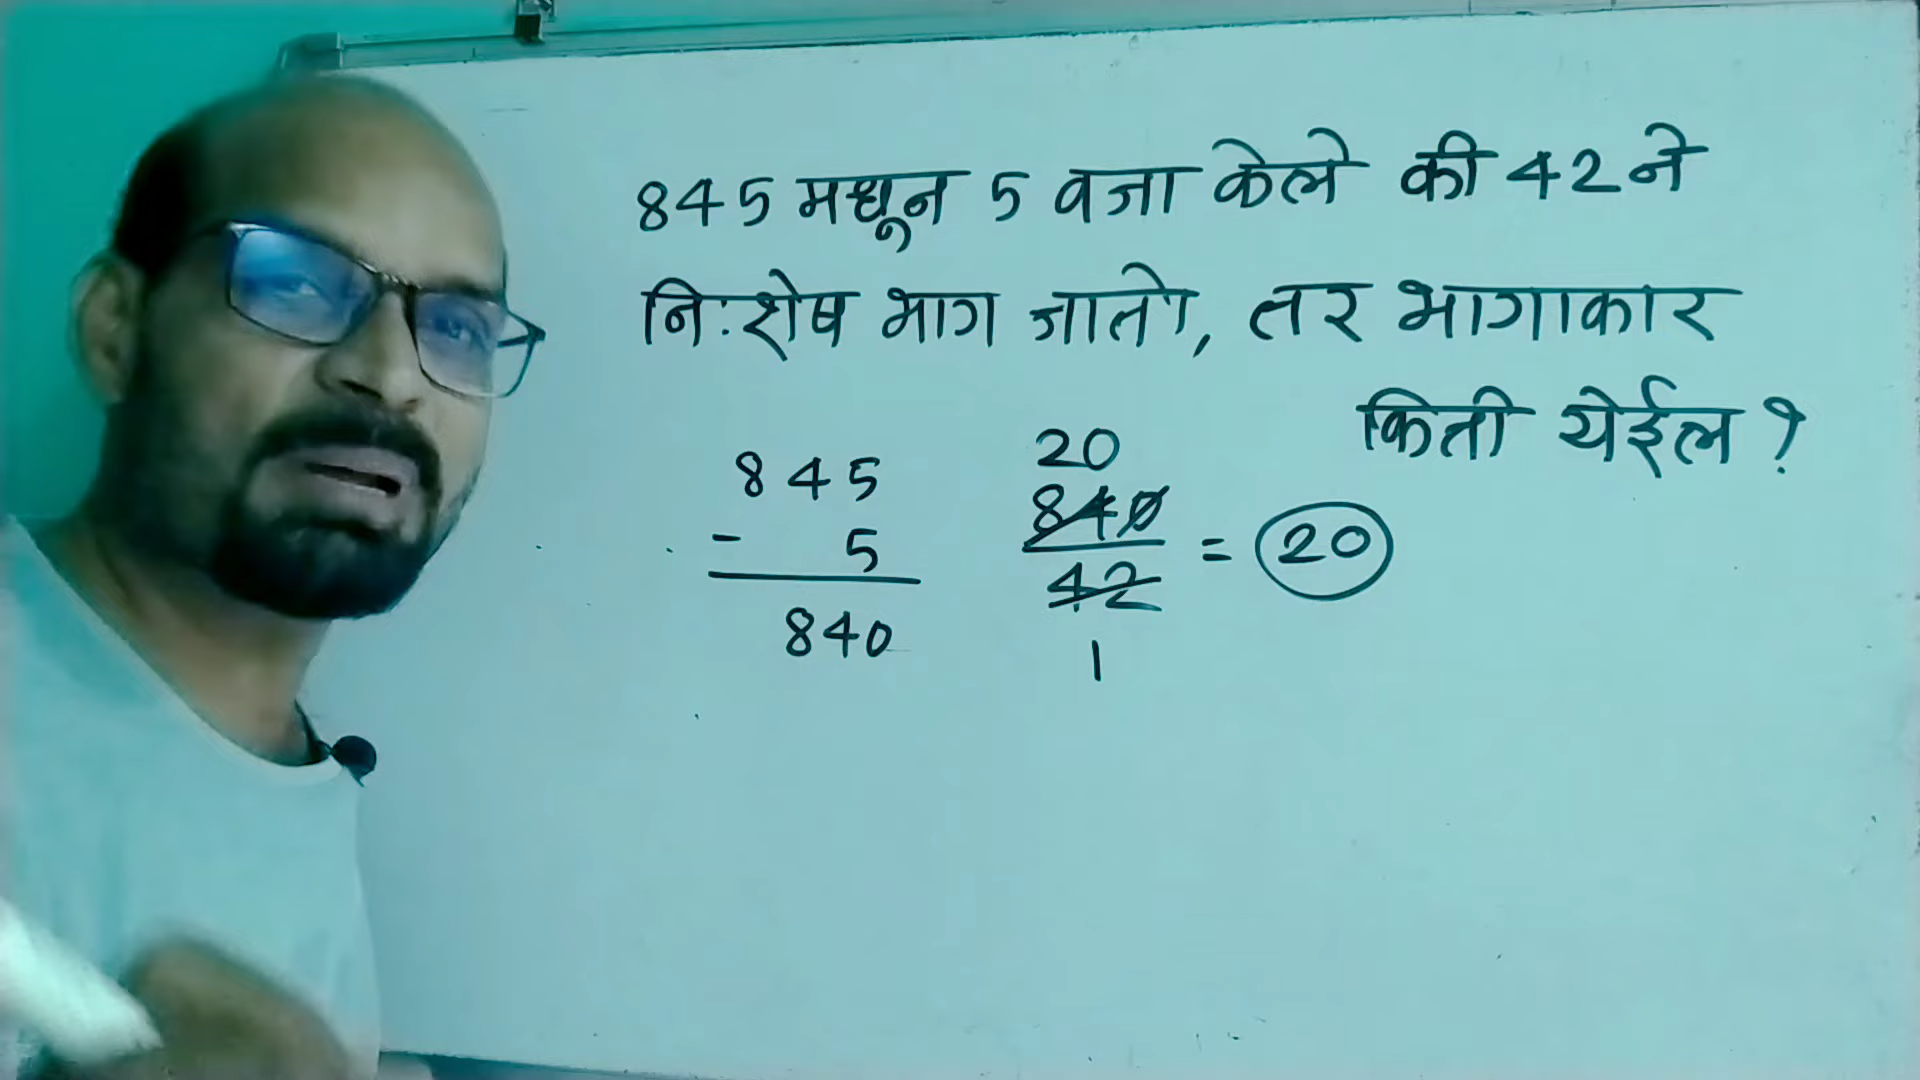 845 मधून 5 वजा केले की 42 ने
नि:शेष भाग जातो, तर भागाकार
किती येईल ?
845
- 5
840
20
840
42
1
= 20